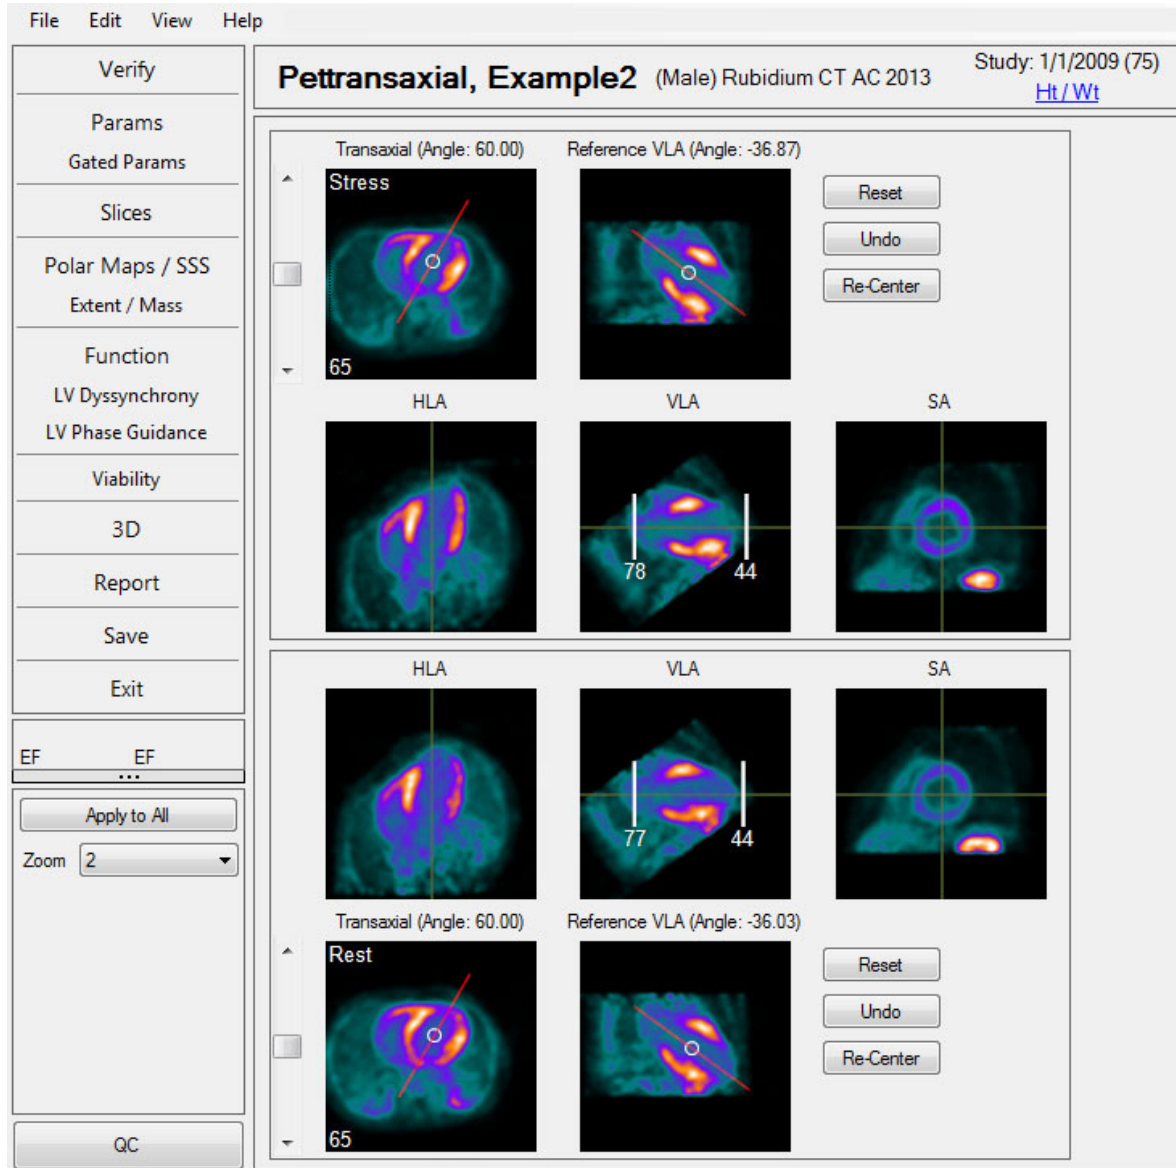 File Edit View Help
Verify
Params
Gated Params
Slices
Polar Maps / SSS
Extent / Mass
Function
LV Dyssynchrony
LV Phase Guidance
Viability
3D
Report
Save
Exit
EF EF
...
Apply to All
Zoom 2
QC
Pettransaxial, Example2 (Male) Rubidium CT AC 2013
Study: 1/1/2009 (75)
Ht / Wt
Transaxial (Angle: 60.00) Reference VLA (Angle: -36.87)
Stress
65
Reset
Undo
Re-Center
HLA VLA SA
78 44
HLA VLA SA
77 44
Transaxial (Angle: 60.00) Reference VLA (Angle: -36.03)
Rest
65
Reset
Undo
Re-Center